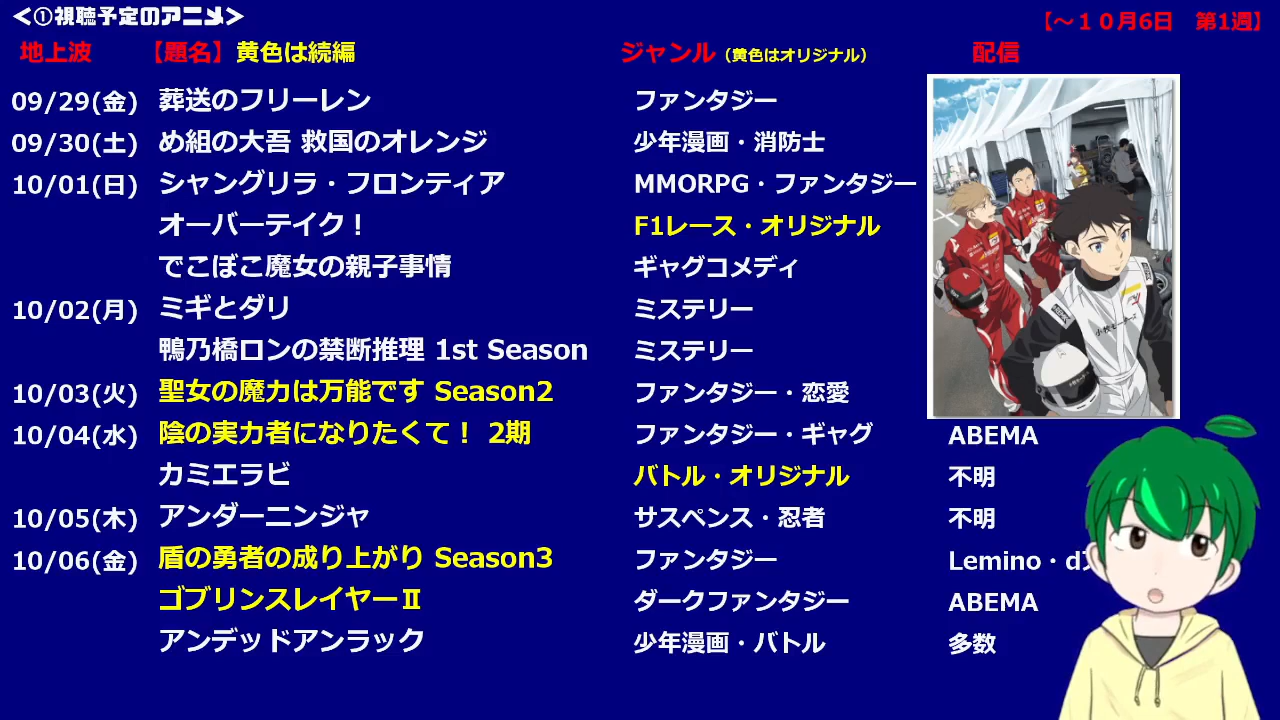 ＜①視聴予定のアニメ＞
【～１０月6日　第1週】
地上波 【題名】黄色は続編 ジャンル（黄色はオリジナル） 配信
09/29(金) 葬送のフリーレン ファンタジー
09/30(土) め組の大吾 救国のオレンジ 少年漫画・消防士
10/01(日) シャングリラ・フロンティア MMORPG・ファンタジー
オーバーテイク！ F1レース・オリジナル
でこぼこ魔女の親子事情 ギャグコメディ
10/02(月) ミギとダリ ミステリー
鴨乃橋ロンの禁断推理 1st Season ミステリー
10/03(火) 聖女の魔力は万能です Season2 ファンタジー・恋愛
10/04(水) 陰の実力者になりたくて！ 2期 ファンタジー・ギャグ ABEMA
カミエラビ バトル・オリジナル 不明
10/05(木) アンダーニンジャ サスペンス・忍者 不明
10/06(金) 盾の勇者の成り上がり Season3 ファンタジー Lemino・d
ゴブリンスレイヤーⅡ ダークファンタジー ABEMA
アンデッドアンラック 少年漫画・バトル 多数
小牧モータース